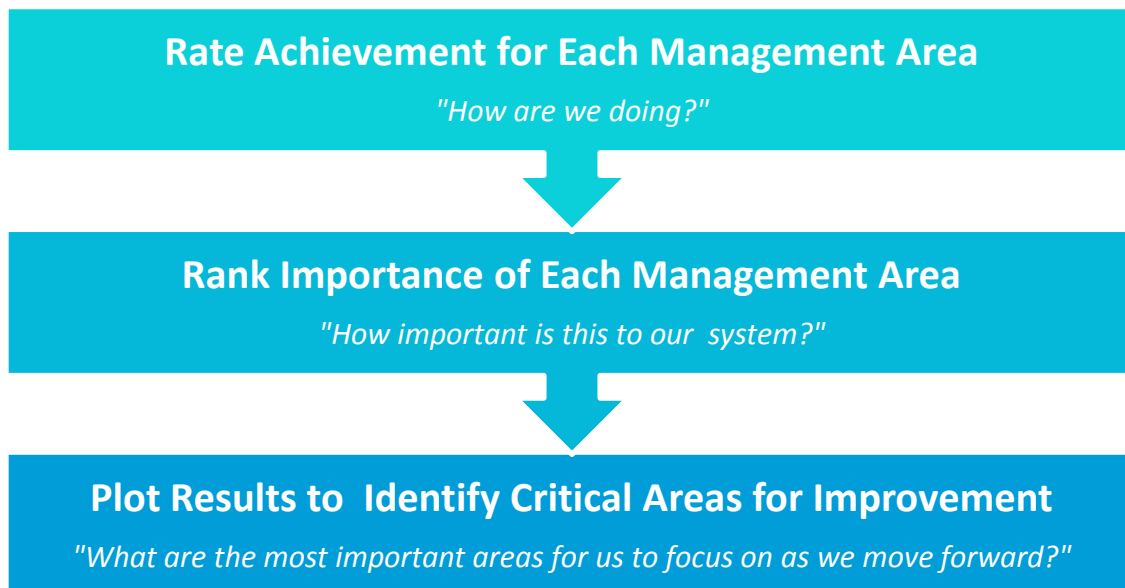 Rate Achievement for Each Management Area
"How are we doing?"
Rank Importance of Each Management Area
"How important is this to our  system?"
Plot Results to  Identify Critical Areas for Improvement
"What are the most important areas for us to focus on as we move forward?"